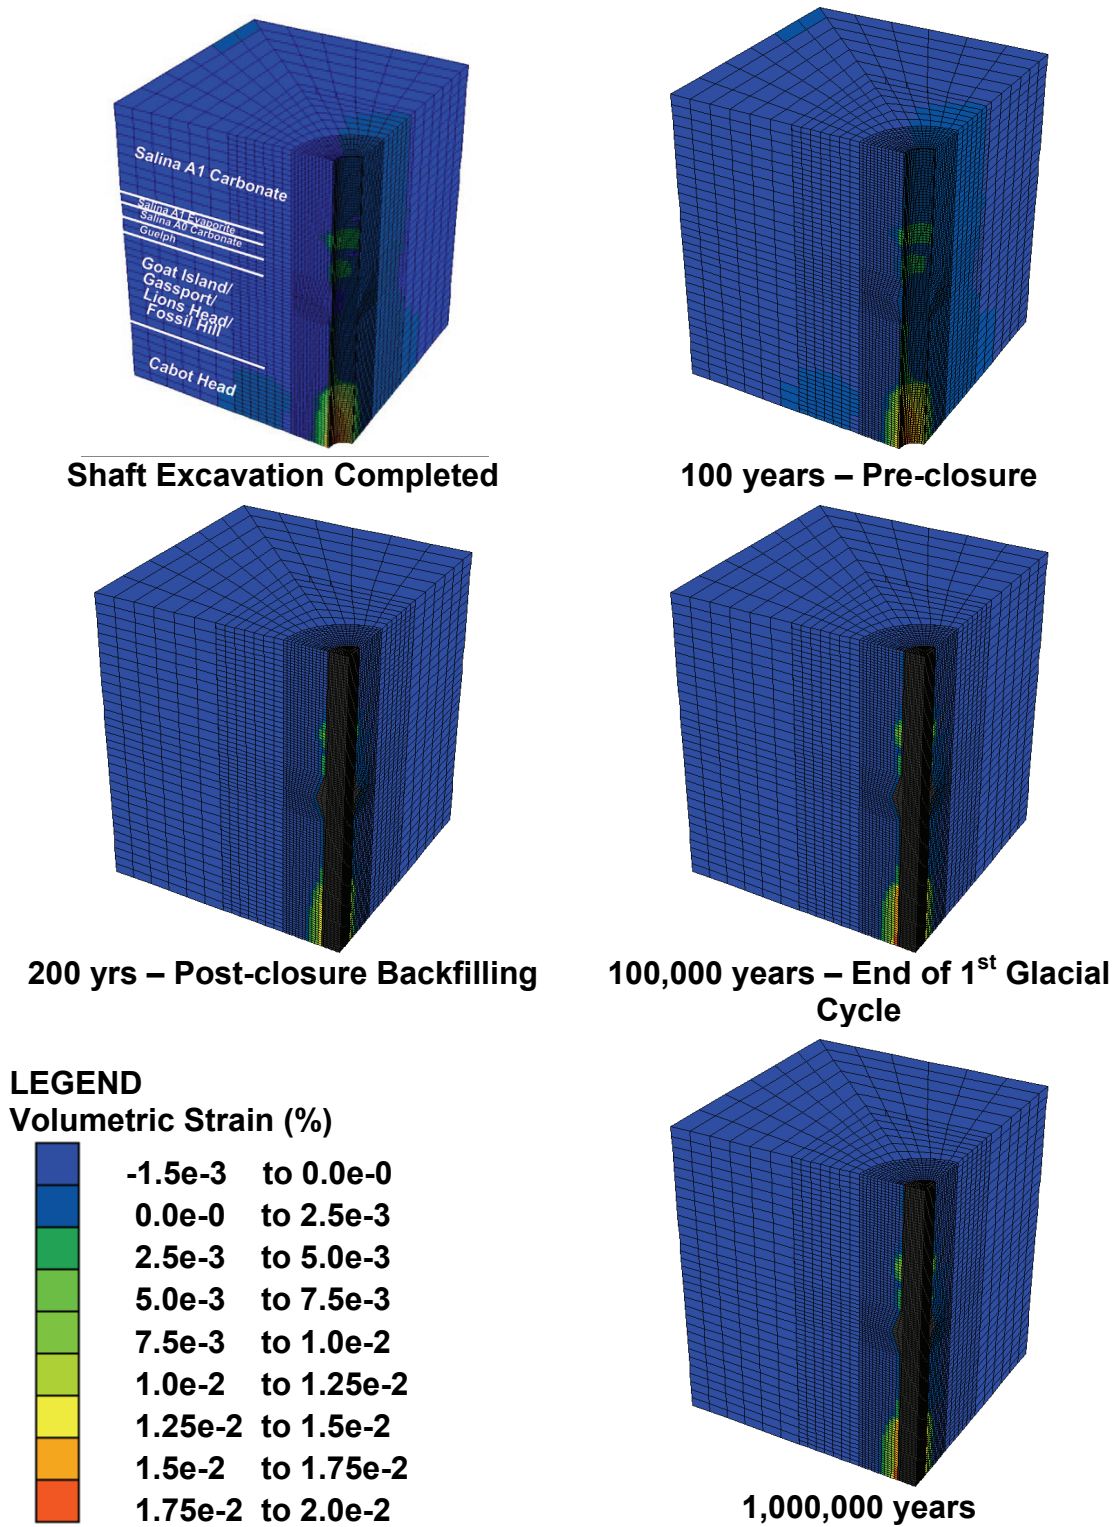 Salina A1 Carbonate
Salina A1 Evaporite
Salina A0 Carbonate
Guelph
Goat Island/
Gassport/
Lions Head/
Fossil Hill
Cabot Head
Shaft Excavation Completed
100 years – Pre-closure
200 yrs – Post-closure Backfilling
100,000 years – End of 1st Glacial
Cycle
LEGEND
Volumetric Strain (%)
-1.5e-3 to 0.0e-0
0.0e-0 to 2.5e-3
2.5e-3 to 5.0e-3
5.0e-3 to 7.5e-3
7.5e-3 to 1.0e-2
1.0e-2 to 1.25e-2
1.25e-2 to 1.5e-2
1.5e-2 to 1.75e-2
1.75e-2 to 2.0e-2
1,000,000 years